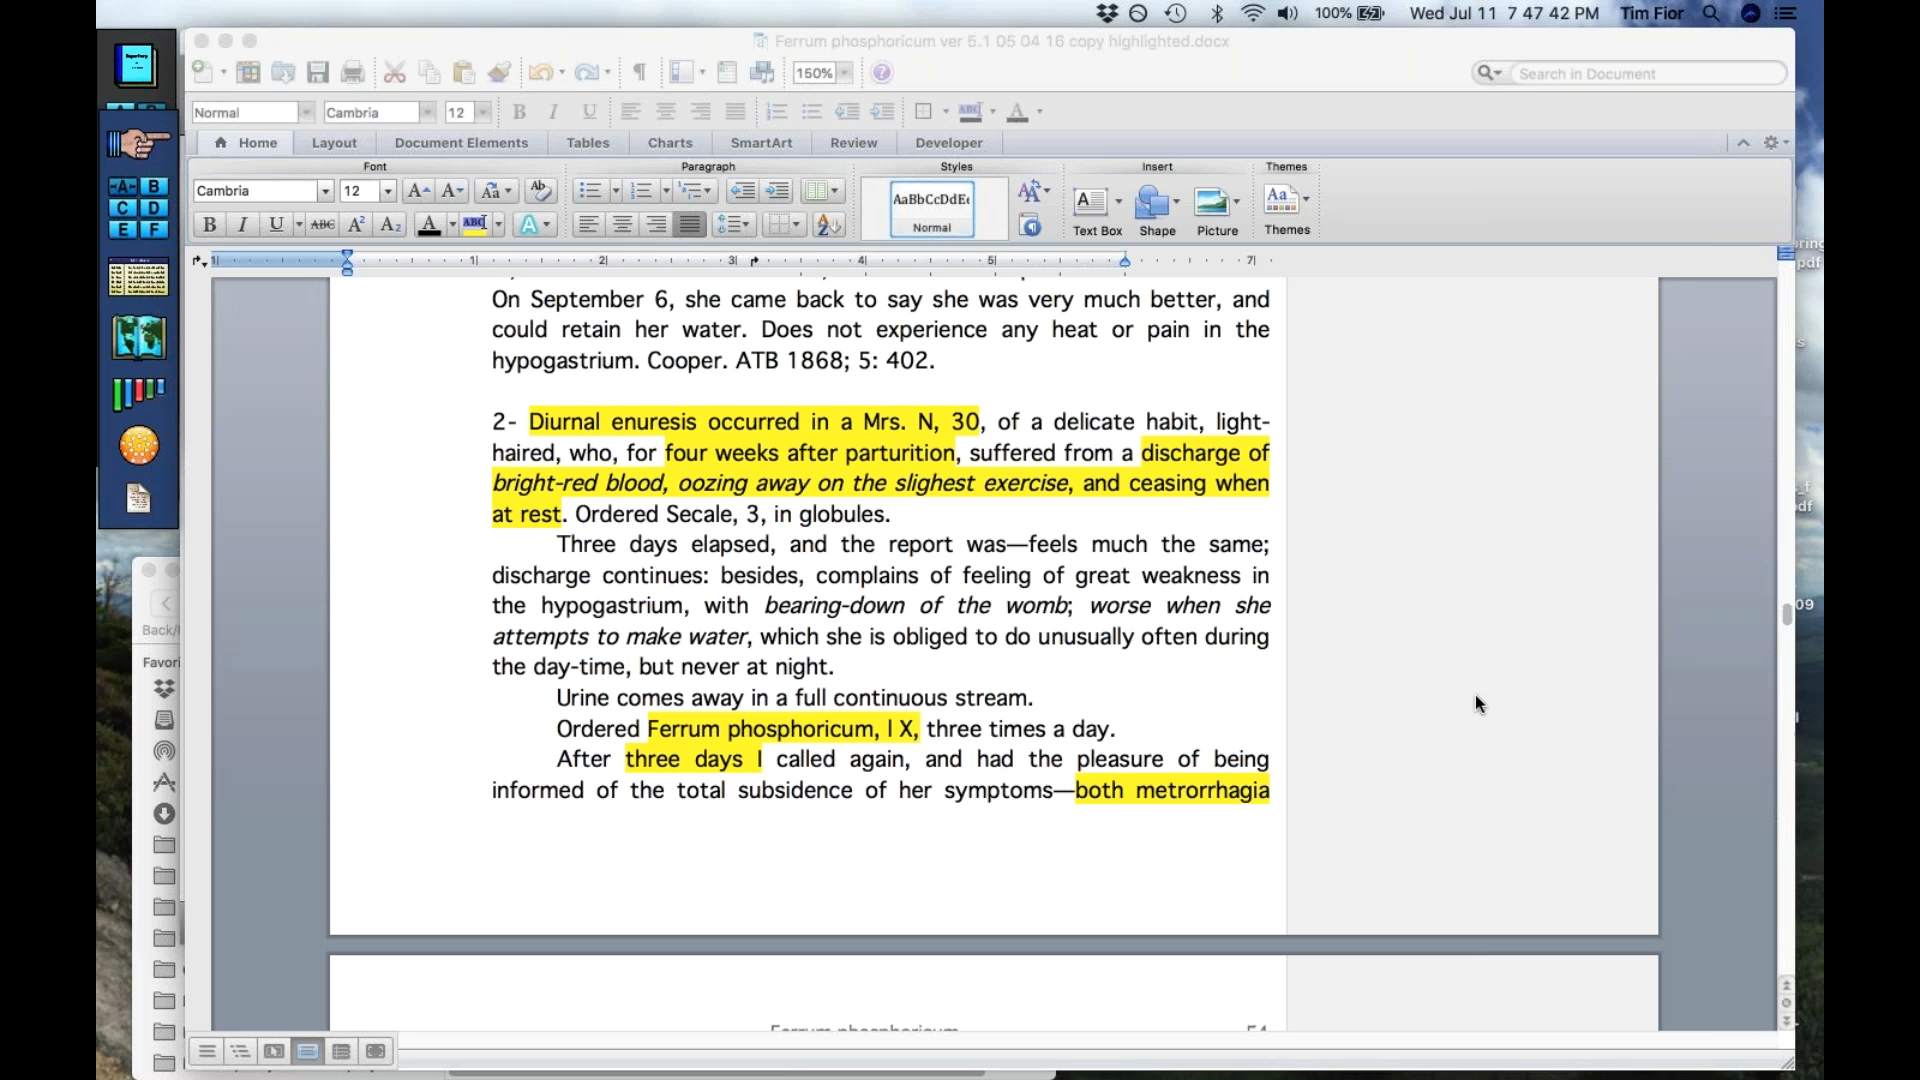 100%
Wed Jul 11 7 47 42 PM
Tim Fior
Ferrum phosphoricum ver 5.1 05 04 16 copy highlighted.docx
150%
Search in Document
Normal
Cambria
12
B I U
ABC
A
Home
Layout
Document Elements
Tables
Charts
SmartArt
Review
Developer
Font
Paragraph
Styles
Insert
Themes
Cambria
12
AaBbCcDdEe
Normal
Text Box
Shape
Picture
Themes
On September 6, she came back to say she was very much better, and
could retain her water. Does not experience any heat or pain in the
hypogastrium. Cooper. ATB 1868; 5: 402.
2- Diurnal enuresis occurred in a Mrs. N, 30, of a delicate habit, light-
haired, who, for four weeks after parturition, suffered from a discharge of
bright-red blood, oozing away on the slighest exercise, and ceasing when
at rest. Ordered Secale, 3, in globules.
Three days elapsed, and the report was—feels much the same;
discharge continues: besides, complains of feeling of great weakness in
the hypogastrium, with bearing-down of the womb; worse when she
attempts to make water, which she is obliged to do unusually often during
the day-time, but never at night.
Urine comes away in a full continuous stream.
Ordered Ferrum phosphoricum, I X, three times a day.
After three days I called again, and had the pleasure of being
informed of the total subsidence of her symptoms—both metrorrhagia
Ferrum phosphoricum
54
A B
C D
E F
Back/
Favori
pdf
09